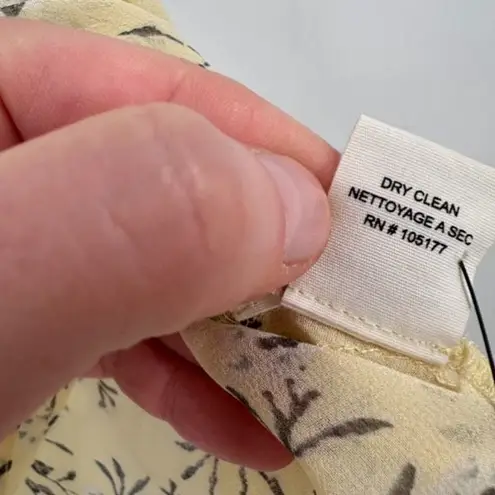 DRY CLEAN
NETTOYAGE A SEC
RN # 105177